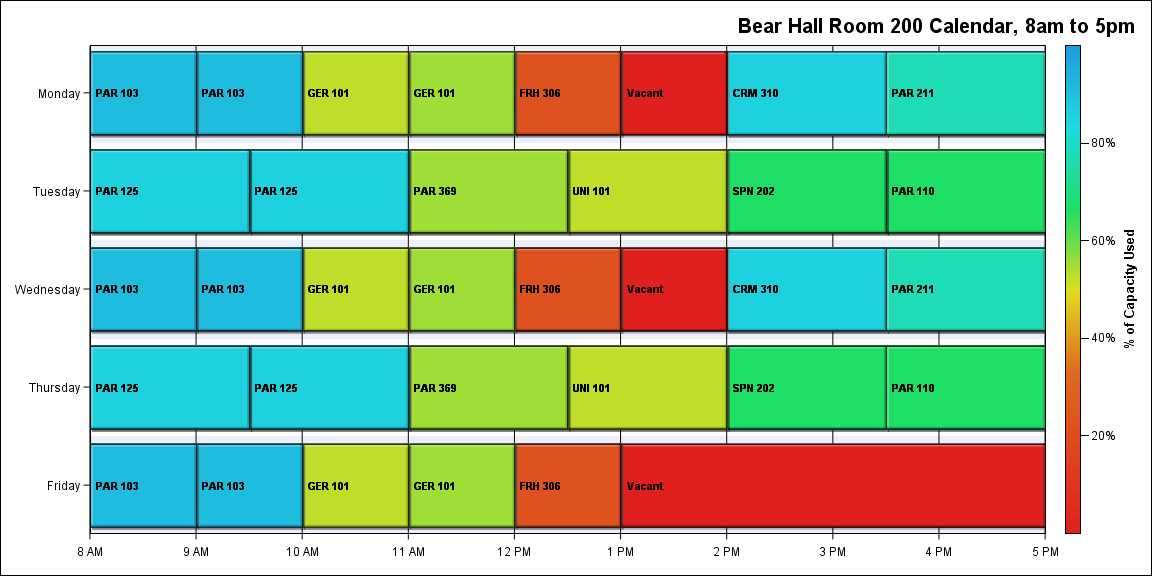 Bear Hall Room 200 Calendar, 8am to 5pm
Monday PAR 103 PAR 103 GER 101 GER 101 FRH 306 Vacant CRM 310 PAR 211
80%
Tuesday PAR 125 PAR 125 PAR 369 UNI 101 SPN 202 PAR 110
60%
Wednesday PAR 103 PAR 103 GER 101 GER 101 FRH 306 Vacant CRM 310 PAR 211
% of Capacity Used
40%
Thursday PAR 125 PAR 125 PAR 369 UNI 101 SPN 202 PAR 110
20%
Friday PAR 103 PAR 103 GER 101 GER 101 FRH 306 Vacant
8 AM 9 AM 10 AM 11 AM 12 PM 1 PM 2 PM 3 PM 4 PM 5 PM